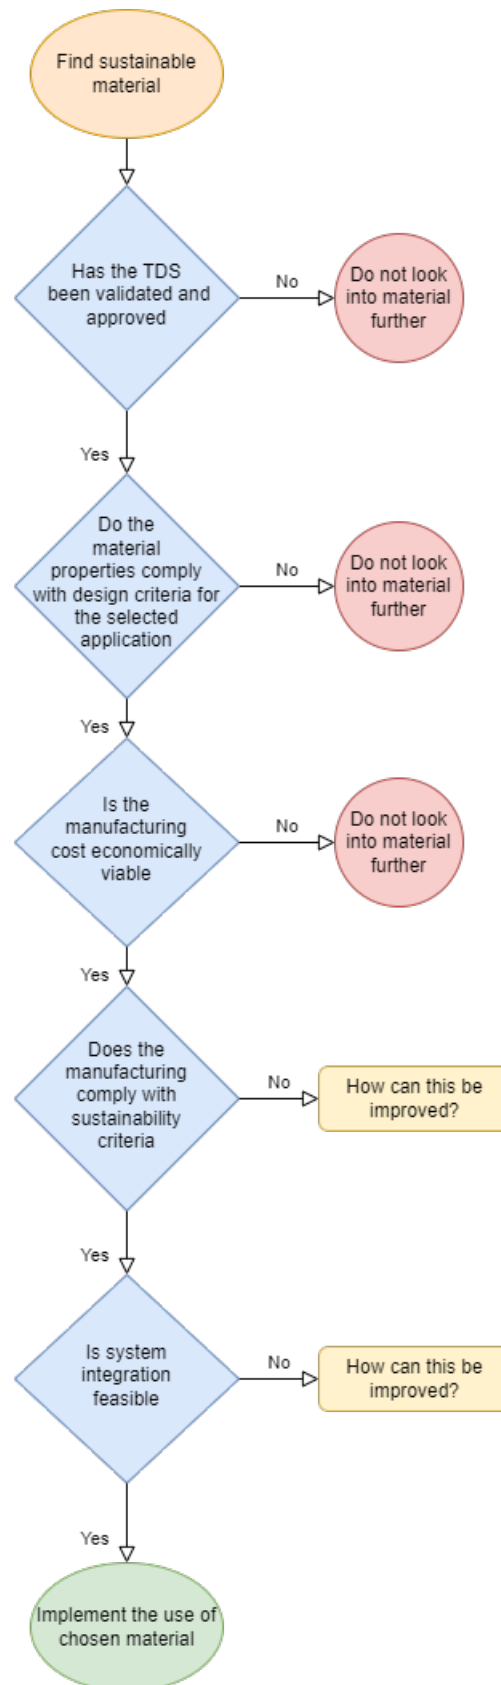 Find sustainable
material
Has the TDS
been validated and
approved
No
Do not look
into material
further
Yes
Do the
material
properties comply
with design criteria for
the selected
application
No
Do not look
into material
further
Yes
Is the
manufacturing
cost economically
viable
No
Do not look
into material
further
Yes
Does the
manufacturing
comply with
sustainability
criteria
No
How can this be
improved?
Yes
Is system
integration
feasible
No
How can this be
improved?
Yes
Implement the use of
chosen material